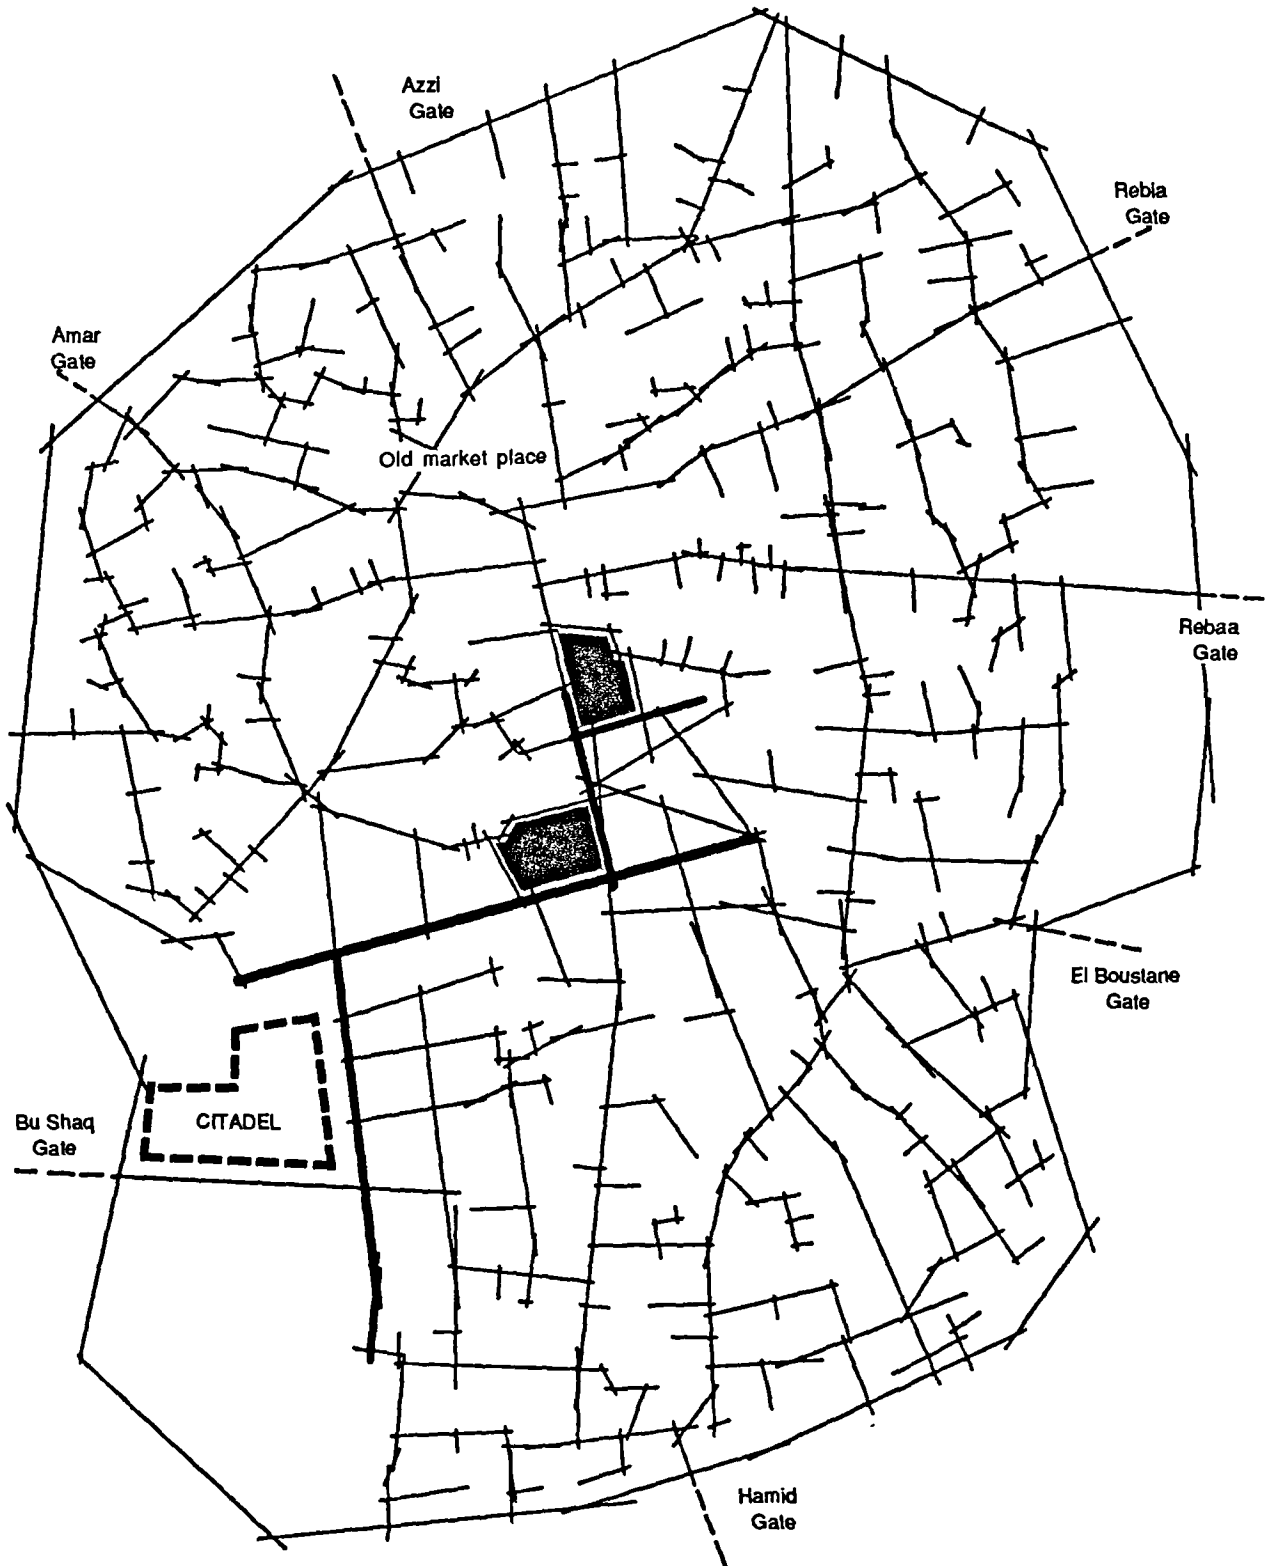 Azzi
Gate
Rebia
Gate
Amar
Gate
Old market place
Rebaa
Gate
El Boustane
Gate
Bu Shaq
Gate
CITADEL
Hamid
Gate